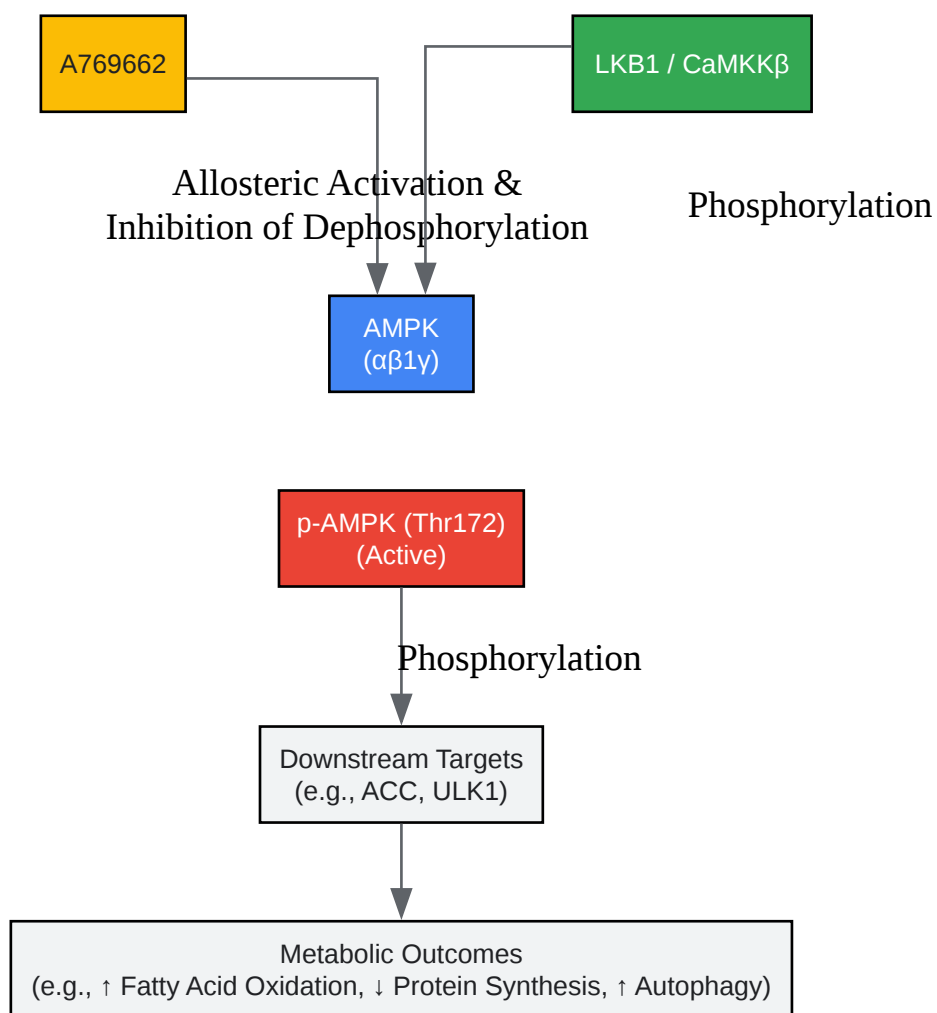 A769662
LKB1 / CaMKKβ
Allosteric Activation &
Inhibition of Dephosphorylation
Phosphorylation
AMPK
(αβ1γ)
p-AMPK (Thr172)
(Active)
Phosphorylation
Downstream Targets
(e.g., ACC, ULK1)
Metabolic Outcomes
(e.g., ↑ Fatty Acid Oxidation, ↓ Protein Synthesis, ↑ Autophagy)